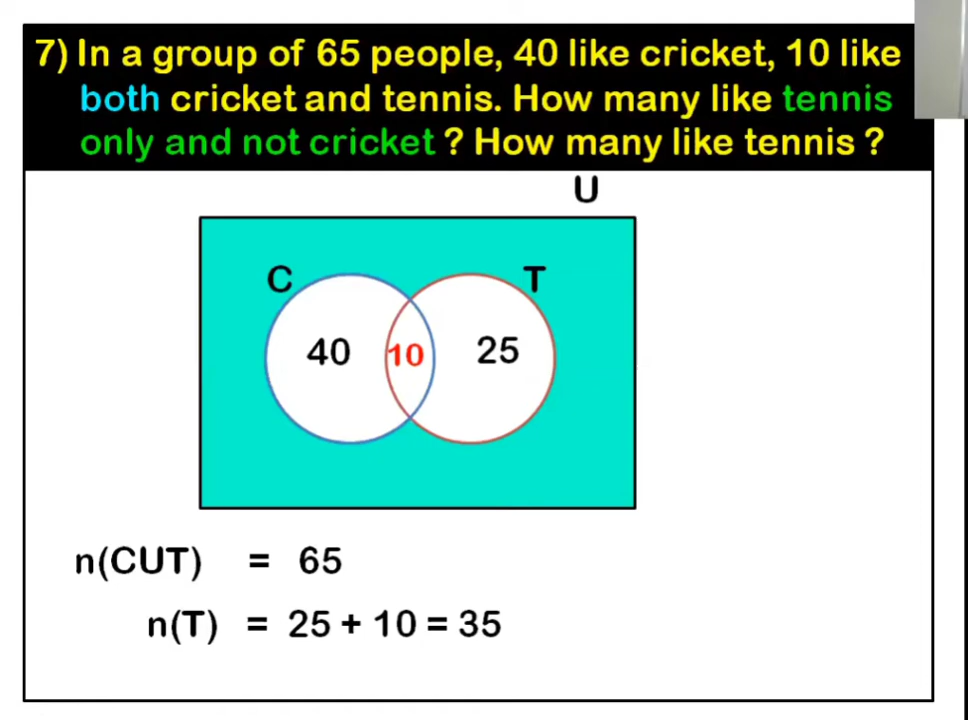 7) In a group of 65 people, 40 like cricket, 10 like
both cricket and tennis. How many like tennis
only and not cricket ? How many like tennis ?
U
C
T
40
10
25
n(CUT) = 65
n(T) = 25 + 10 = 35